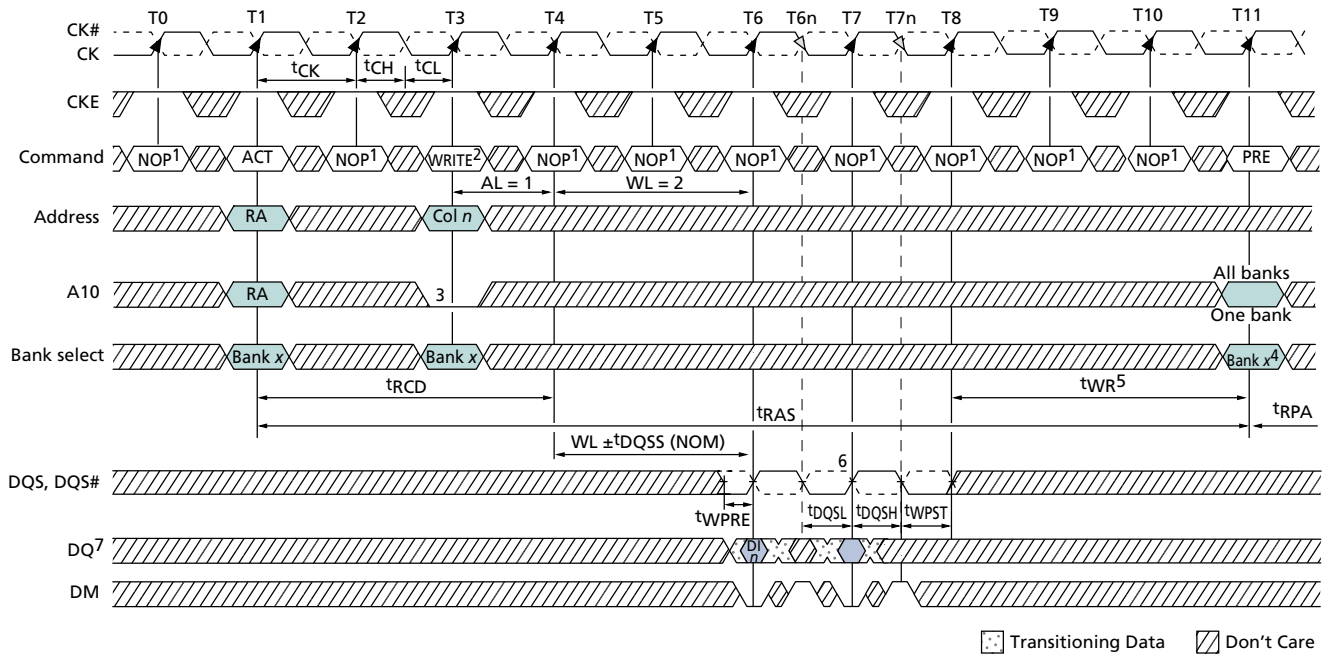 T0 T1 T2 T3 T4 T5 T6 T6n T7 T7n T8 T9 T10 T11
CK#
CK
tCK tCH tCL
CKE
Command NOP1 ACT NOP1 WRITE2 NOP1 NOP1 NOP1 NOP1 NOP1 NOP1 NOP1 PRE
AL = 1 WL = 2
Address RA Col n
All banks
A10 RA 3
One bank
Bank select Bank x Bank x Bank x4
tRCD tWR5
tRAS tRPA
WL ±tDQSS (NOM)
6
DQS, DQS#
tWPRE tDQSL tDQSH tWPST
DQ7 DI
n
DM
Transitioning Data Don't Care